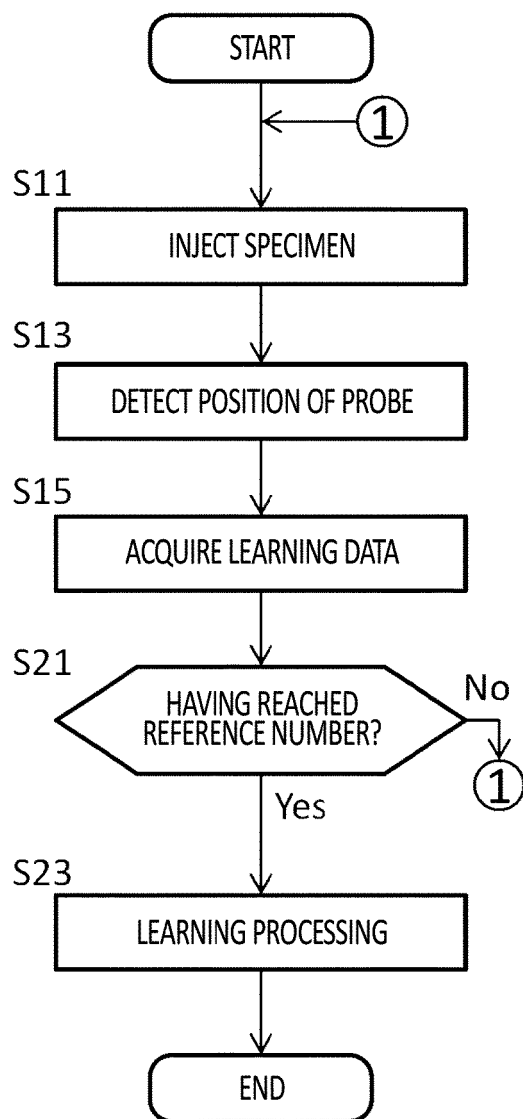 START
1
S11
INJECT SPECIMEN
S13
DETECT POSITION OF PROBE
S15
ACQUIRE LEARNING DATA
S21
HAVING REACHED
REFERENCE NUMBER?
No
1
Yes
S23
LEARNING PROCESSING
END